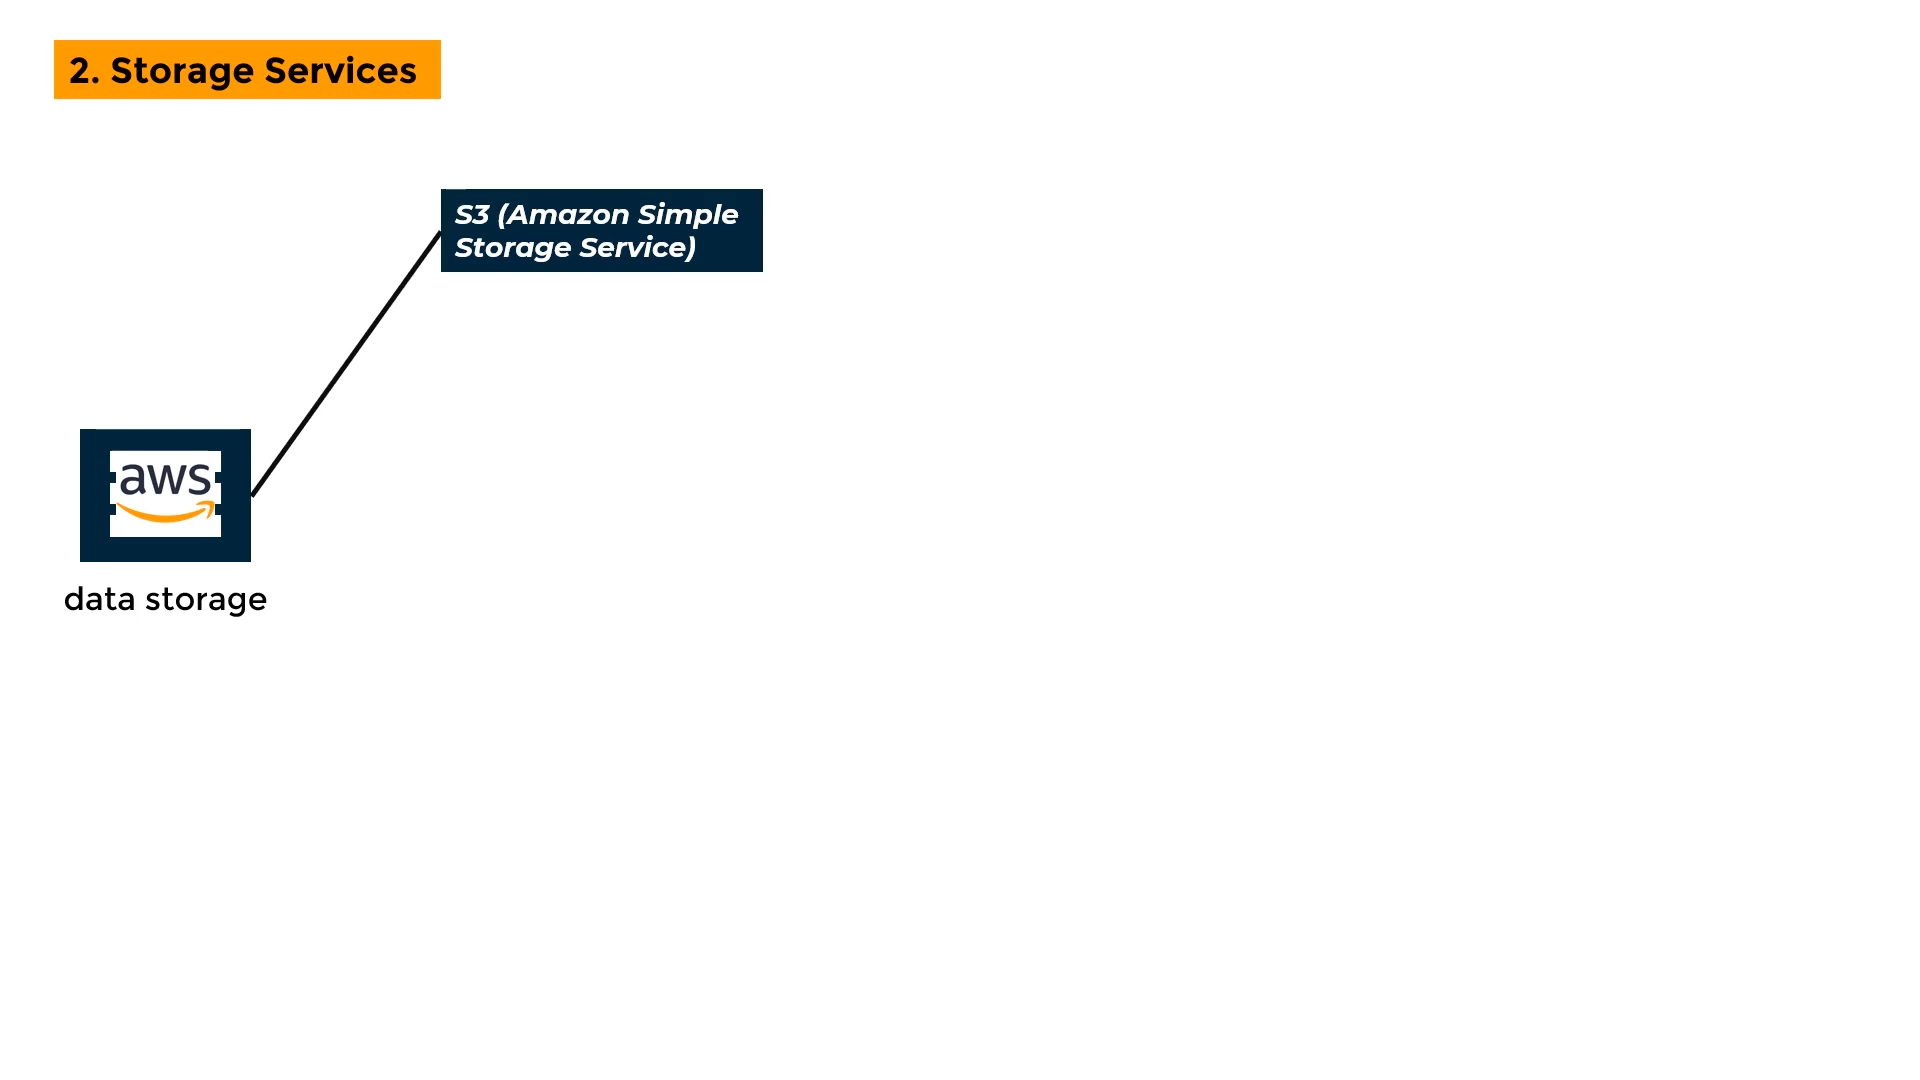 2. Storage Services
S3 (Amazon Simple
Storage Service)
aws
data storage